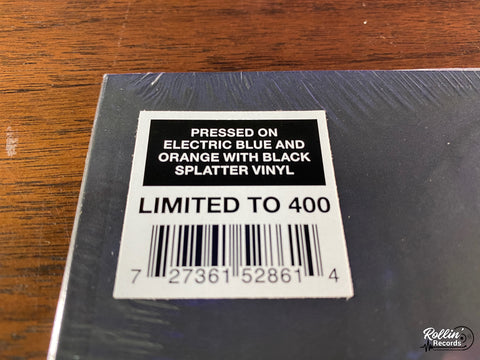 PRESSED ON
ELECTRIC BLUE AND
ORANGE WITH BLACK
SPLATTER VINYL
LIMITED TO 400
7 27361 52861 4
Rollin'
Records